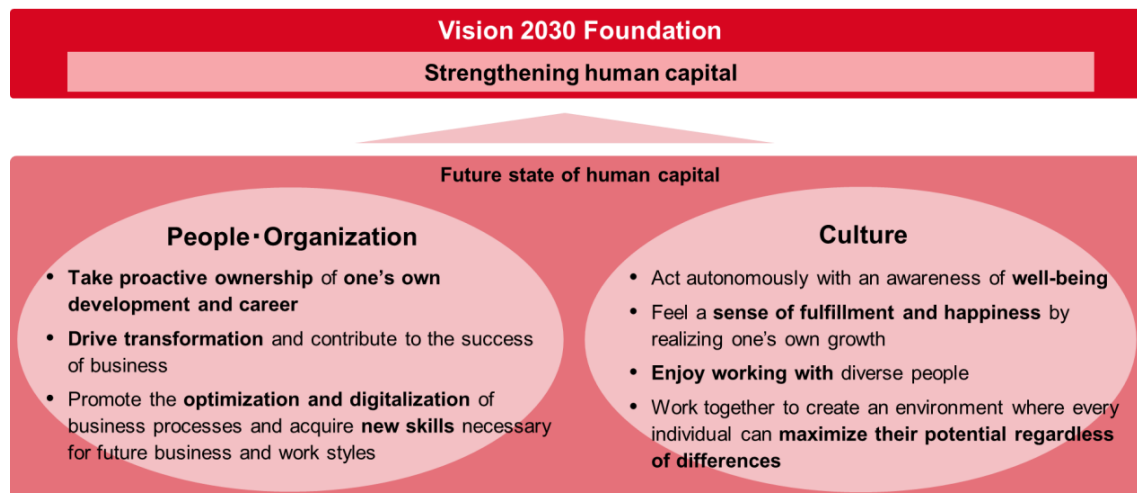 Vision 2030 Foundation
Strengthening human capital
Future state of human capital
People・Organization
• Take proactive ownership of one's own
development and career
• Drive transformation and contribute to the success
of business
• Promote the optimization and digitalization of
business processes and acquire new skills necessary
for future business and work styles
Culture
• Act autonomously with an awareness of well-being
• Feel a sense of fulfillment and happiness by
realizing one's own growth
• Enjoy working with diverse people
• Work together to create an environment where every
individual can maximize their potential regardless
of differences